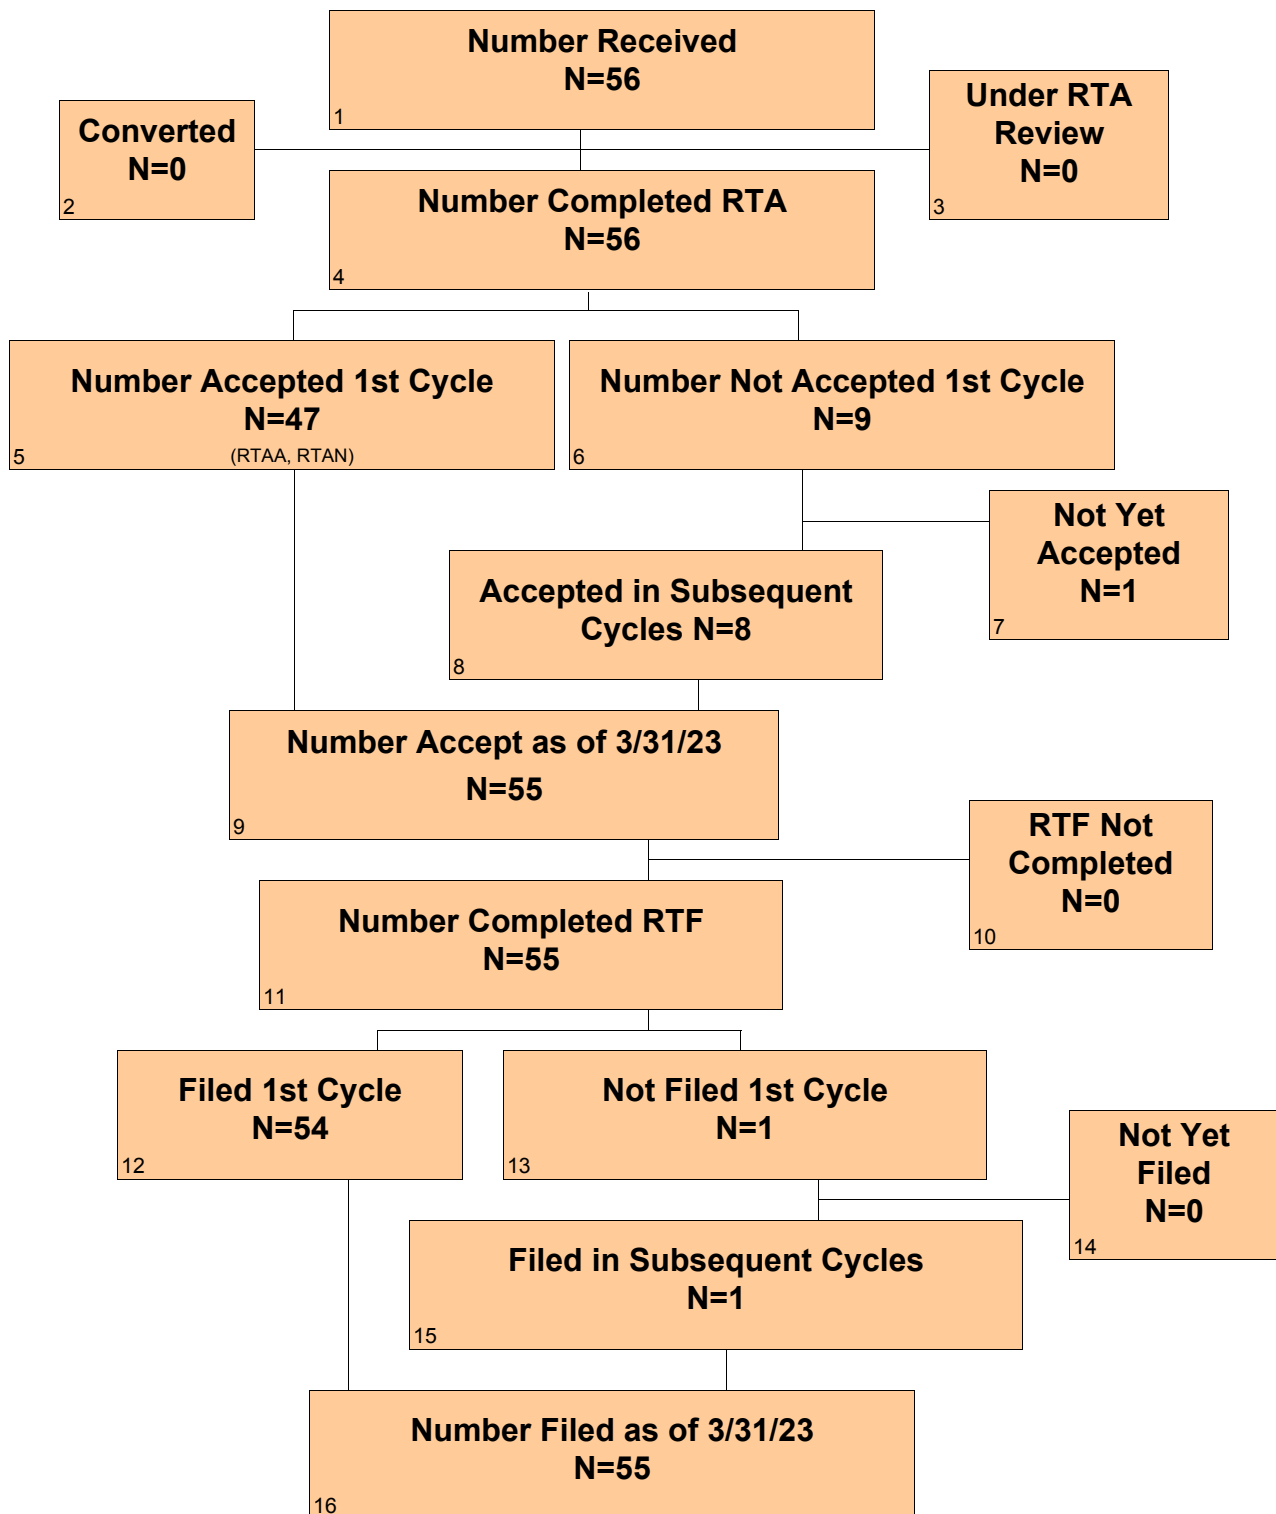 Number Received
N=56
1
Converted
N=0
2
Under RTA
Review
N=0
3
Number Completed RTA
N=56
4
Number Accepted 1st Cycle
N=47
(RTAA, RTAN)
5
Number Not Accepted 1st Cycle
N=9
6
Not Yet
Accepted
N=1
7
Accepted in Subsequent
Cycles N=8
8
Number Accept as of 3/31/23
N=55
9
RTF Not
Completed
N=0
10
Number Completed RTF
N=55
11
Filed 1st Cycle
N=54
12
Not Filed 1st Cycle
N=1
13
Not Yet
Filed
N=0
14
Filed in Subsequent Cycles
N=1
15
Number Filed as of 3/31/23
N=55
16